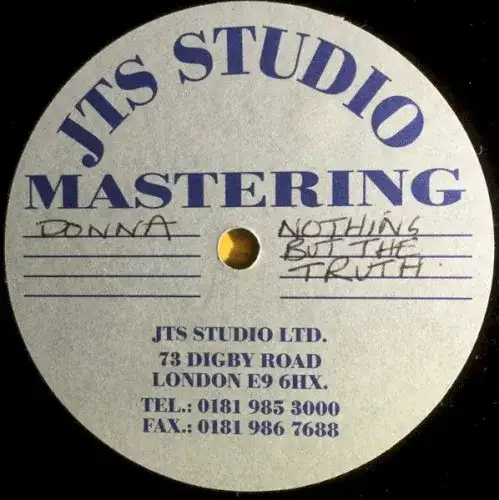 JTS STUDIO
MASTERING
DONNA
NOTHING
BUT THE
TRUTH.
JTS STUDIO LTD.
73 DIGBY ROAD
LONDON E9 6HX.
TEL.: 0181 985 3000
FAX.: 0181 986 7688